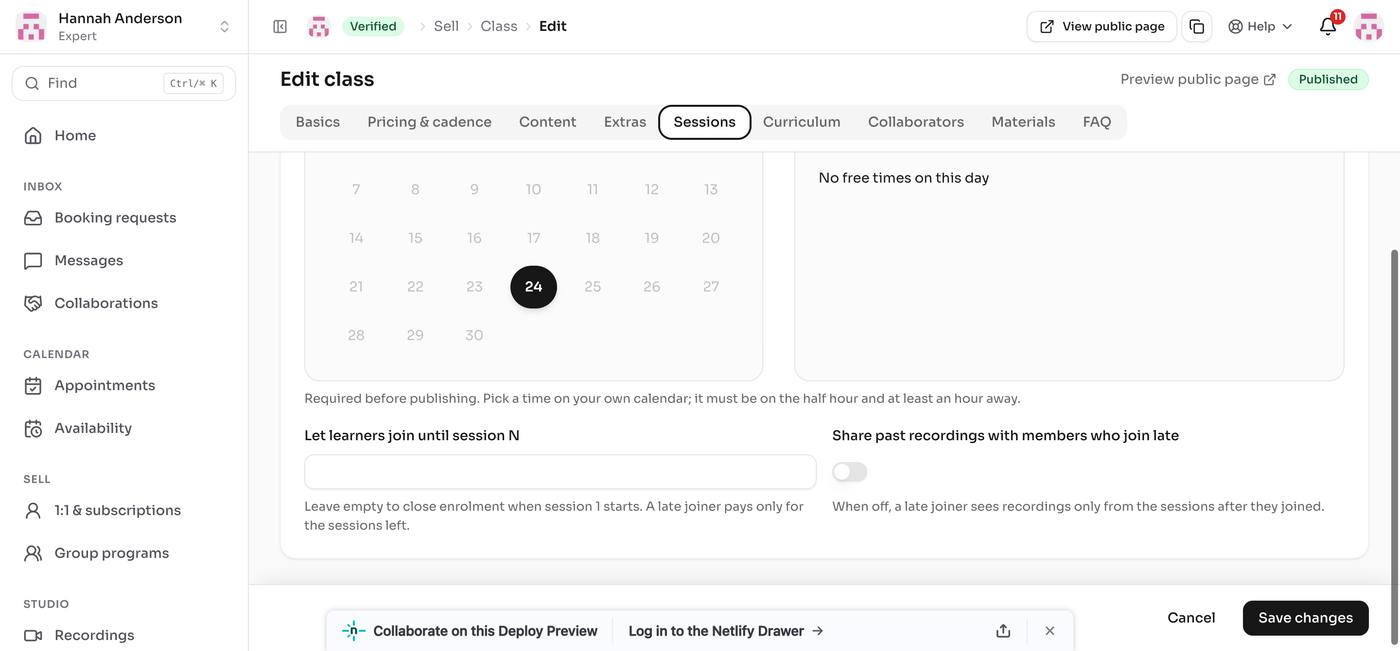 Hannah Anderson
Expert
Find
Ctrl/⌘ K
Home
INBOX
Booking requests
Messages
Collaborations
CALENDAR
Appointments
Availability
SELL
1:1 & subscriptions
Group programs
STUDIO
Recordings
Verified
Sell
Class
Edit
View public page
Help
11
Edit class
Preview public page
Published
Basics
Pricing & cadence
Content
Extras
Sessions
Curriculum
Collaborators
Materials
FAQ
7 8 9 10 11 12 13
14 15 16 17 18 19 20
21 22 23 24 25 26 27
28 29 30
No free times on this day
Required before publishing. Pick a time on your own calendar; it must be on the half hour and at least an hour away.
Let learners join until session N
Leave empty to close enrolment when session 1 starts. A late joiner pays only for
the sessions left.
Share past recordings with members who join late
When off, a late joiner sees recordings only from the sessions after they joined.
Cancel
Save changes
n
Collaborate on this Deploy Preview
Log in to the Netlify Drawer →